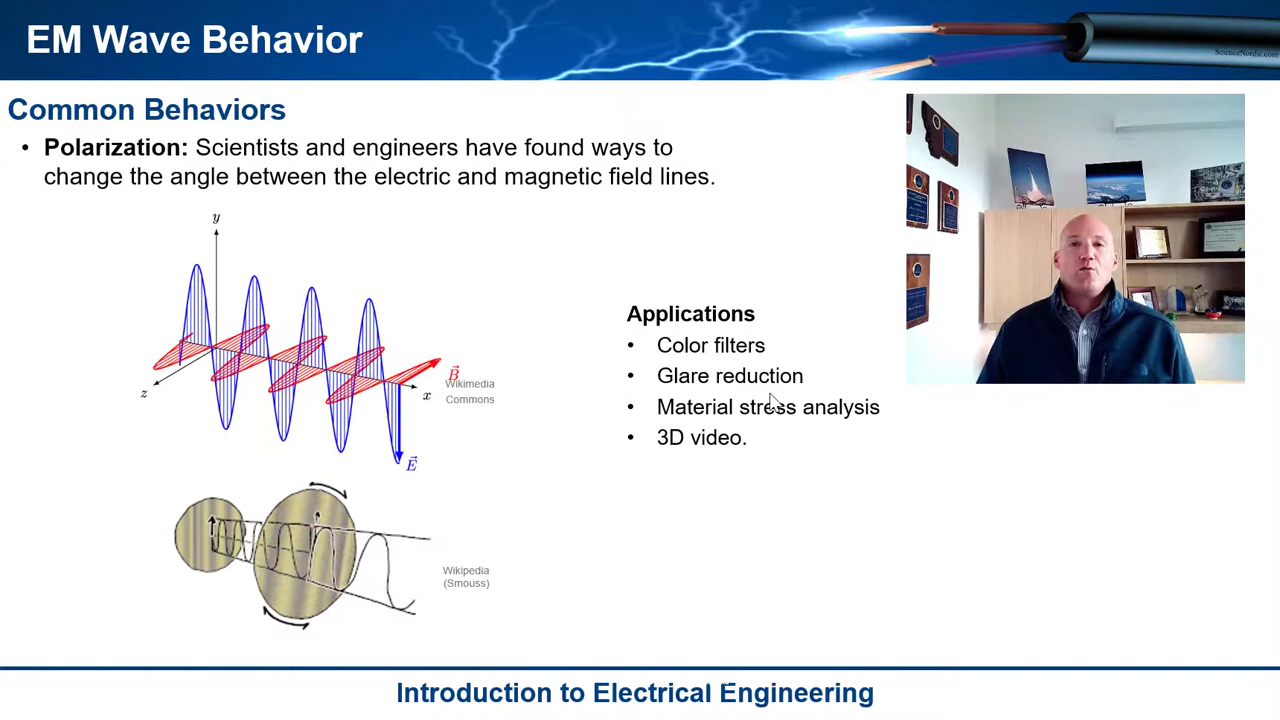 EM Wave Behavior
ScienceNordic.com
Common Behaviors
• Polarization: Scientists and engineers have found ways to
change the angle between the electric and magnetic field lines.
y
z
x
B
E
Wikimedia
Commons
Applications
• Color filters
• Glare reduction
• Material stress analysis
• 3D video.
Wikipedia
(Smouss)
Introduction to Electrical Engineering